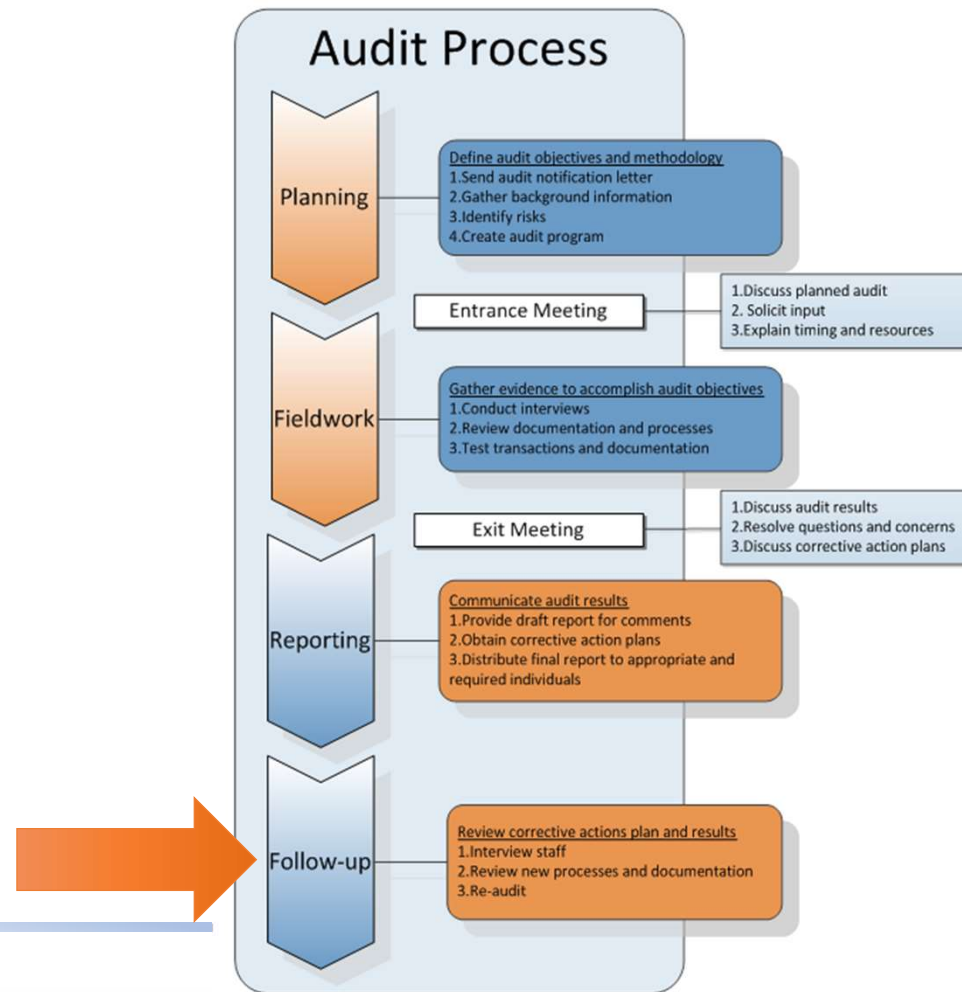 Audit Process
Planning
Define audit objectives and methodology
1.Send audit notification letter
2.Gather background information
3.Identify risks
4.Create audit program
Entrance Meeting
1.Discuss planned audit
2. Solicit input
3.Explain timing and resources
Fieldwork
Gather evidence to accomplish audit objectives
1.Conduct interviews
2.Review documentation and processes
3.Test transactions and documentation
Exit Meeting
1.Discuss audit results
2.Resolve questions and concerns
3.Discuss corrective action plans
Reporting
Communicate audit results
1.Provide draft report for comments
2.Obtain corrective action plans
3.Distribute final report to appropriate and
required individuals
Follow-up
Review corrective actions plan and results
1.Interview staff
2.Review new processes and documentation
3.Re-audit